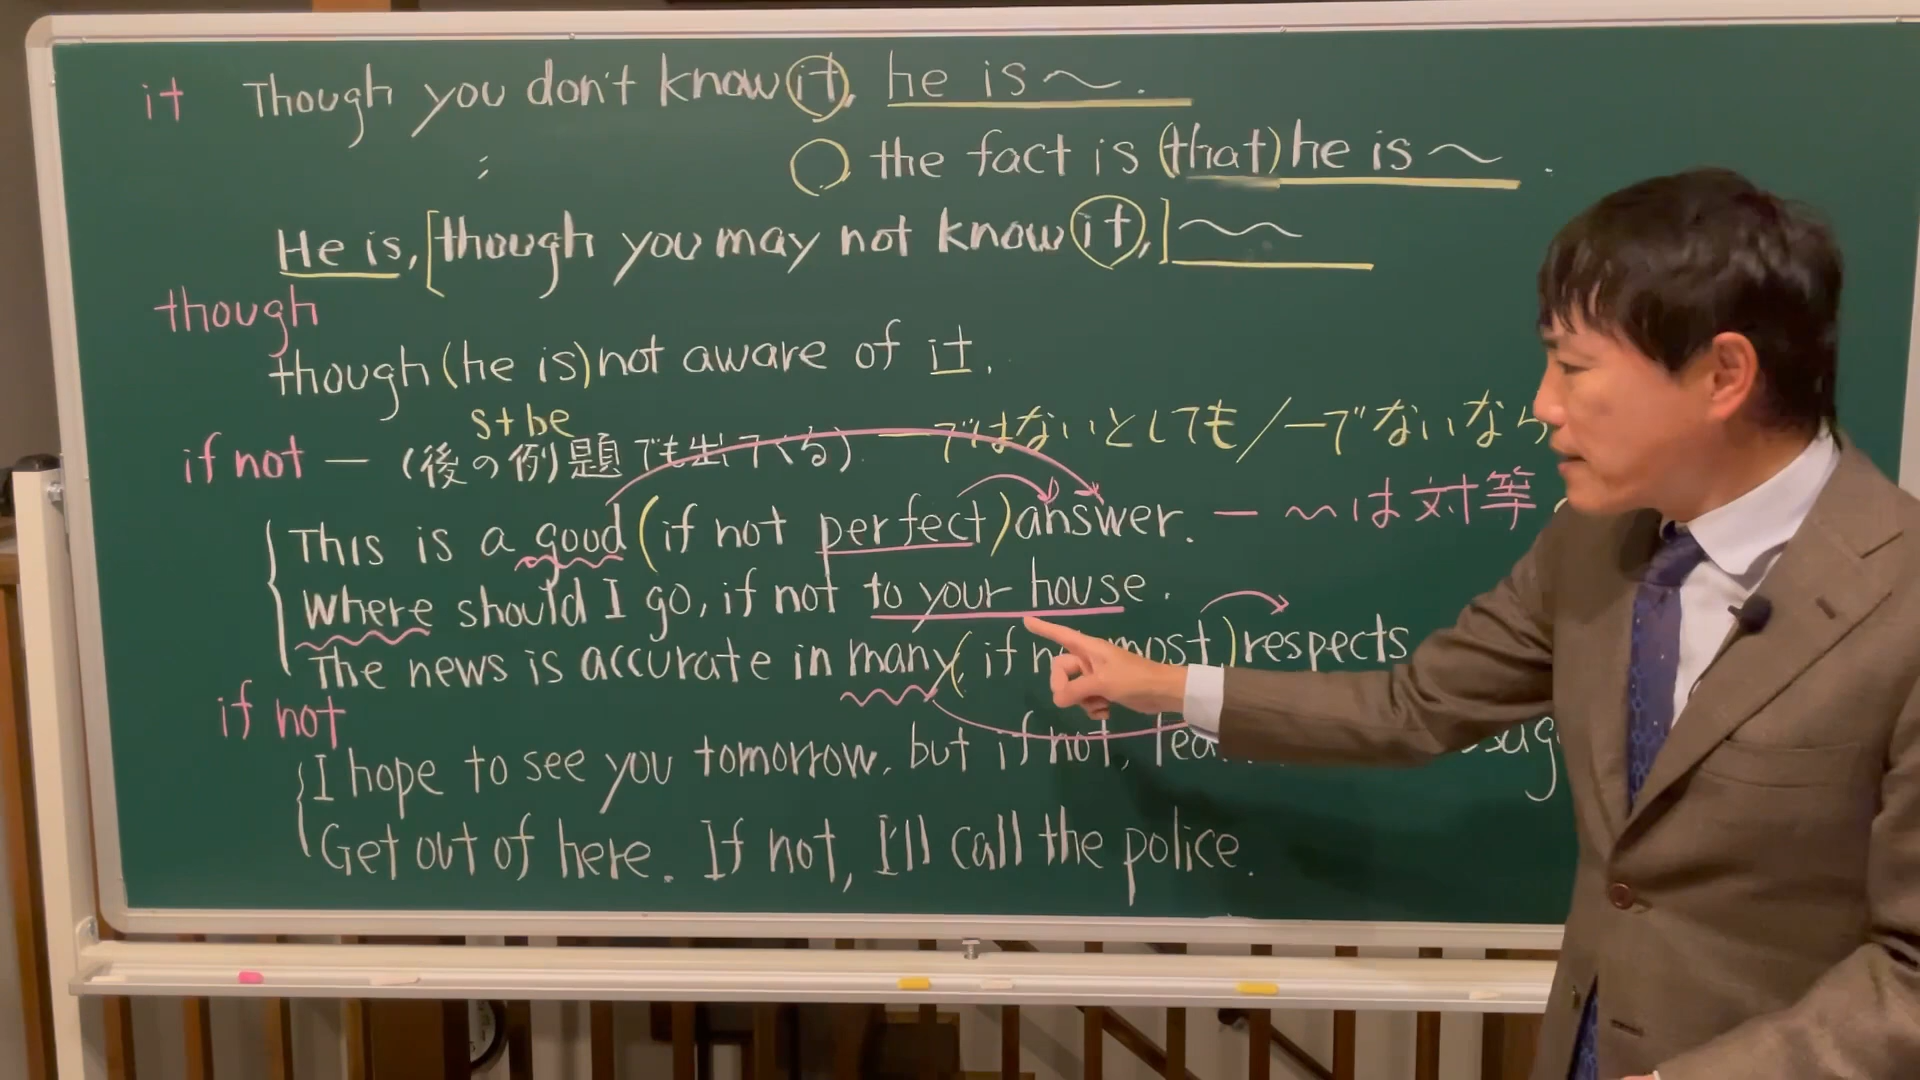 it Though you don't know it, he is ～.
; ○ the fact is (that) he is ～.
He is, [though you may not know it,] ～～
though
though (he is) not aware of it.
s+be
if not ー (後の例題でも出てくる) ーではないとしても/ーでないなら
This is a good (if not perfect) answer. ー～は対等
Where should I go, if not to your house.
The news is accurate in many (, if most,) respects
if not
I hope to see you tomorrow, but if not,
Get out of here. If not, I'll call the police.